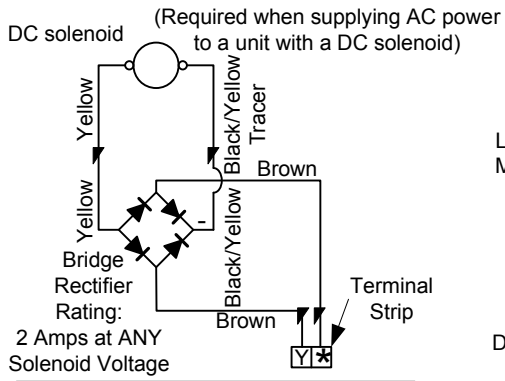 (Required when supplying AC power
to a unit with a DC solenoid)
DC solenoid
Yellow
Black/Yellow
Tracer
Brown
Yellow
-
Black/Yellow
Bridge
Rectifier
Rating:
2 Amps at ANY
Solenoid Voltage
Brown
Terminal
Strip
Y *
L
M
D